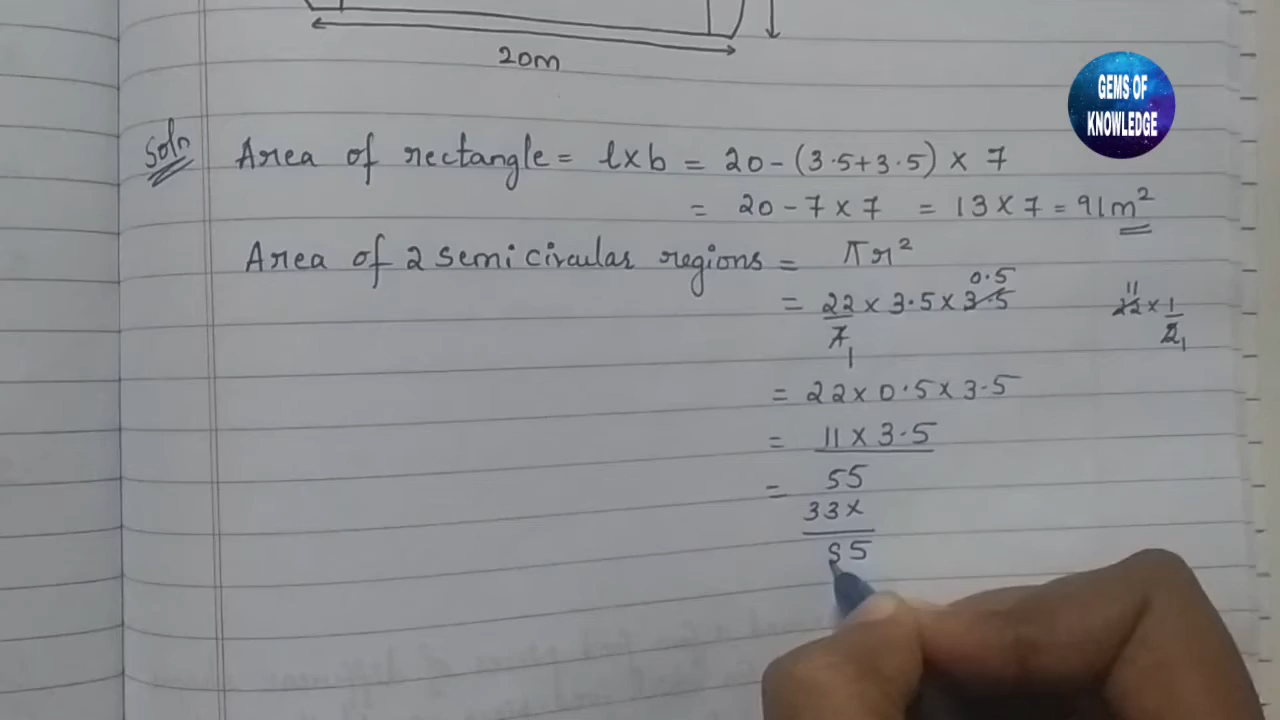 20m
GEMS OF
KNOWLEDGE
Soln Area of rectangle = l×b = 20-(3.5+3.5) × 7
= 20-7×7 = 13×7 = 91m²
Area of 2 semicircular regions = πr²
0.5
= 22 × 3.5 × 3.5
7
1
11
22 × 1
2
1
= 22×0.5×3.5
= 11×3.5
= 55
33×
85